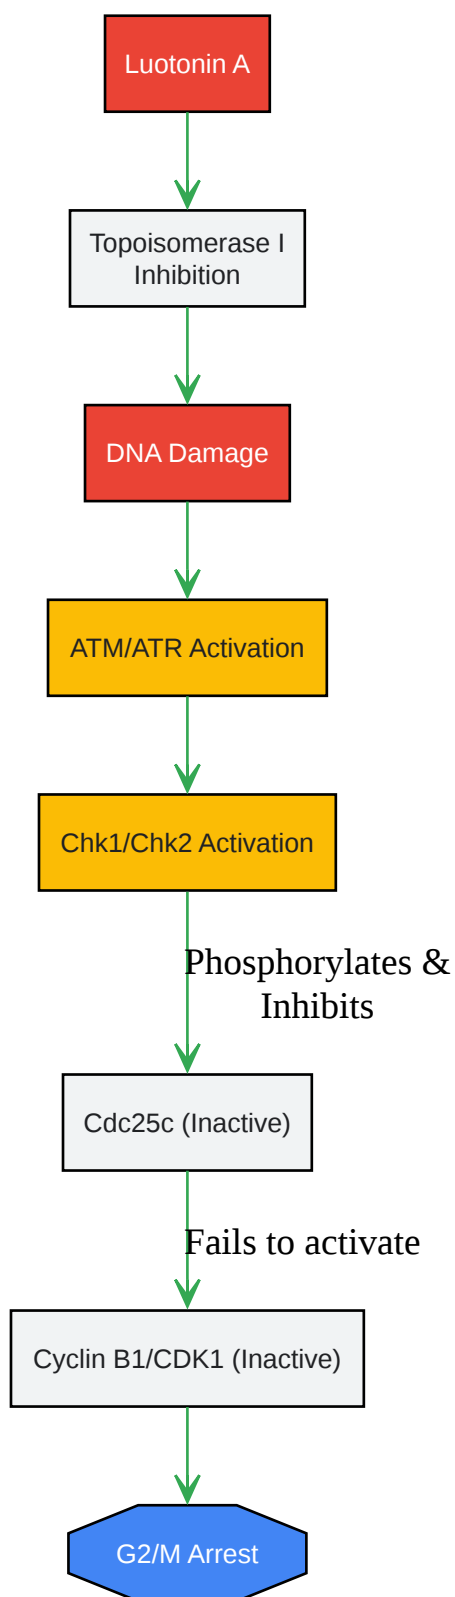 Luotonin A
Topoisomerase I
Inhibition
DNA Damage
ATM/ATR Activation
Chk1/Chk2 Activation
Phosphorylates &
Inhibits
Cdc25c (Inactive)
Fails to activate
Cyclin B1/CDK1 (Inactive)
G2/M Arrest